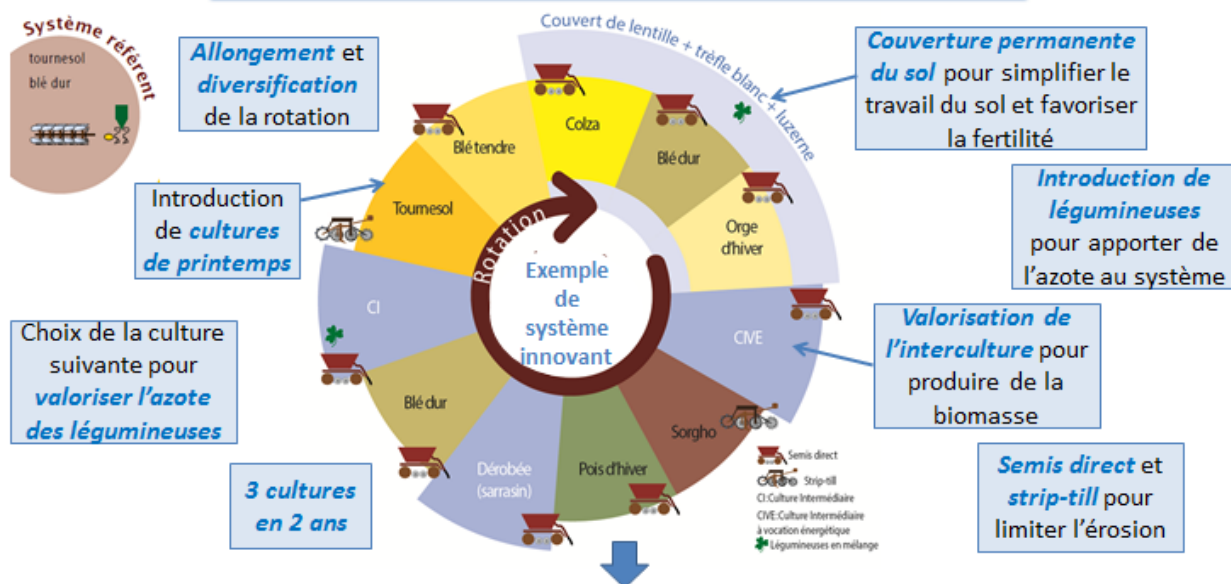 Système référent
tournesol
blé dur
Allongement et
diversification
de la rotation
Couvert de lentille + trèfle blanc + luzerne
Couverture permanente
du sol pour simplifier le
travail du sol et favoriser
la fertilité
Introduction
de cultures
de printemps
Introduction de
légumineuses
pour apporter de
l'azote au système
Choix de la culture
suivante pour
valoriser l'azote
des légumineuses
Valorisation de
l'interculture pour
produire de la
biomasse
3 cultures
en 2 ans
Semis direct et
strip-till pour
limiter l'érosion
Rotation
Exemple
de
système
innovant
Colza
Blé dur
Orge
d'hiver
CIVE
Sorgho
Pois d'hiver
Dérobée
(sarrasin)
Blé dur
CI
Tournesol
Blé tendre
Semis direct
Strip-till
CI:Culture Intermédiaire
CIVE:Culture Intermédiaire
à vocation énergétique
Légumineuses en mélange